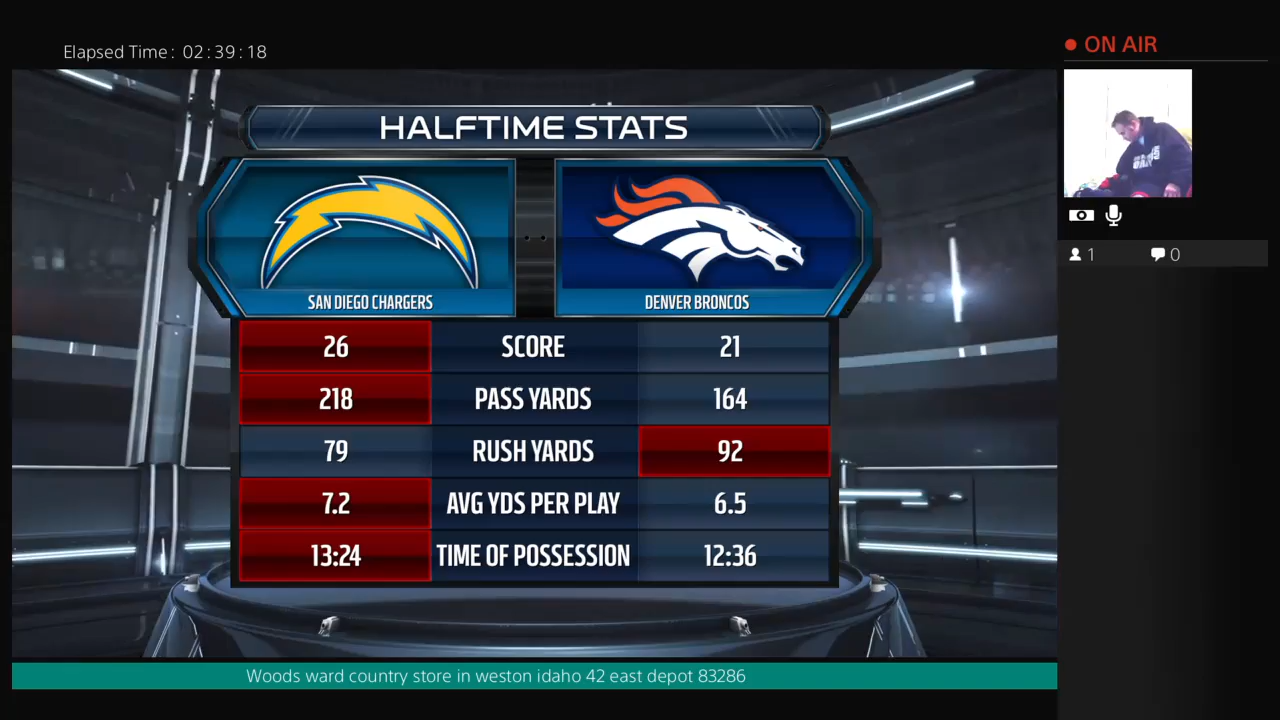 Elapsed Time: 02:39:18
ON AIR
HALFTIME STATS
SAN DIEGO CHARGERS
DENVER BRONCOS
1
0
26 SCORE 21
218 PASS YARDS 164
79 RUSH YARDS 92
7.2 AVG YDS PER PLAY 6.5
13:24 TIME OF POSSESSION 12:36
Woods ward country store in weston idaho 42 east depot 83286